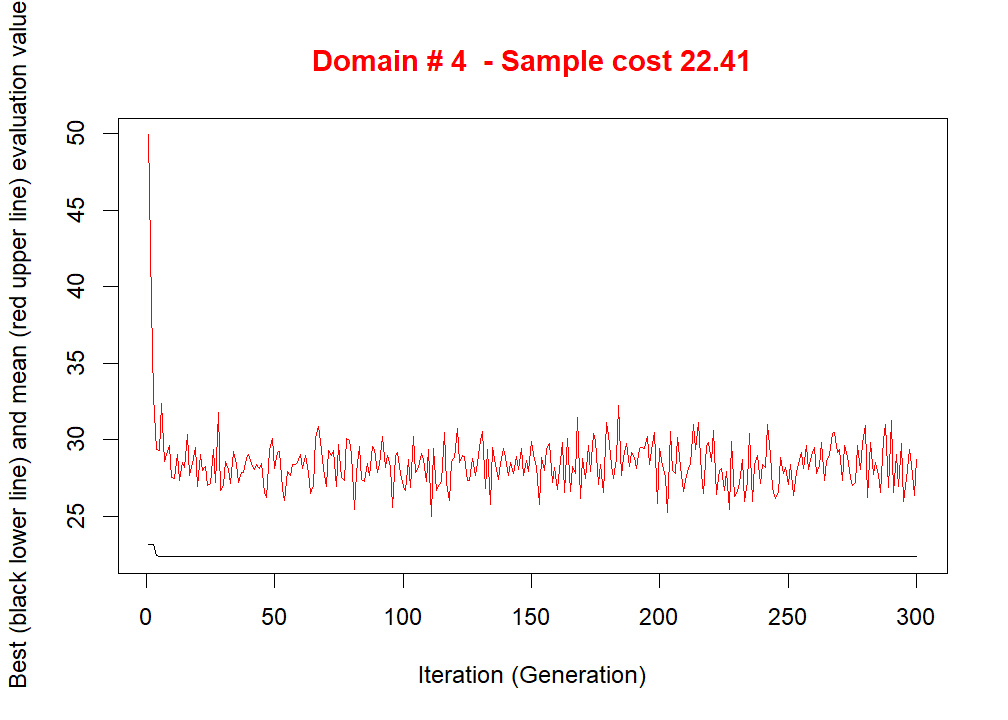 Domain # 4  - Sample cost 22.41
Best (black lower line) and mean (red upper line) evaluation value
50
45
40
35
30
25
0 50 100 150 200 250 300
Iteration (Generation)